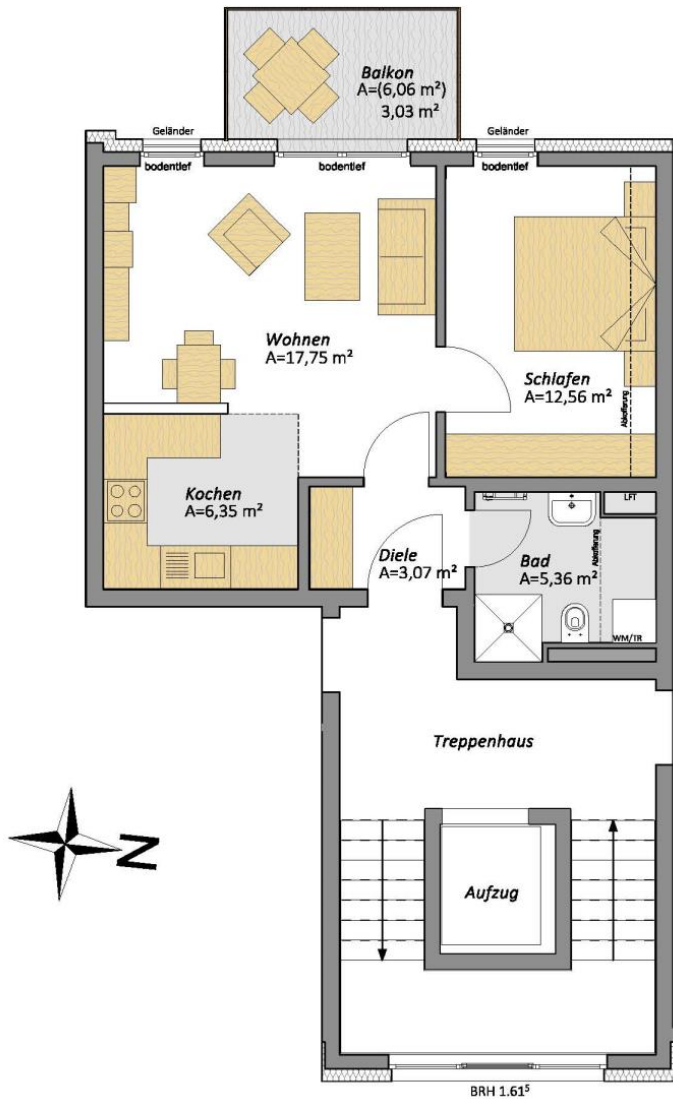 Balkon
A=(6,06 m²)
3,03 m²
Geländer
Geländer
bodentief
bodentief
bodentief
Wohnen
A=17,75 m²
Schlafen
A=12,56 m²
Abkofferung
Kochen
A=6,35 m²
LFT
Diele
A=3,07 m²
Bad
A=5,36 m²
Abkofferung
WM/TR
Treppenhaus
N
Aufzug
BRH 1.61⁵